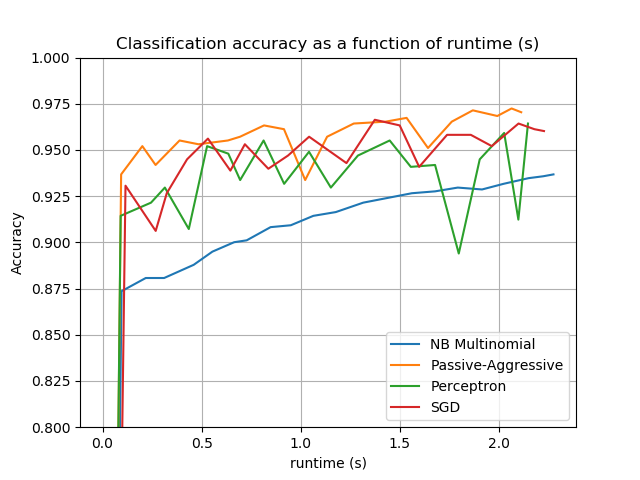 Classification accuracy as a function of runtime (s)
1.000
0.975
0.950
0.925
0.900
0.875
0.850
0.825
0.800
Accuracy
0.0 0.5 1.0 1.5 2.0
runtime (s)
NB Multinomial
Passive-Aggressive
Perceptron
SGD